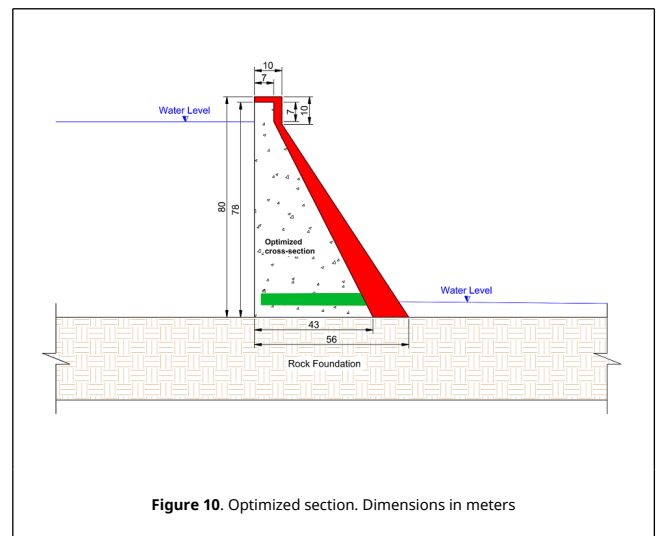 10
7
Water Level
7
10
80
78
Optimized
cross-section
Water Level
43
56
Rock Foundation
Figure 10. Optimized section. Dimensions in meters